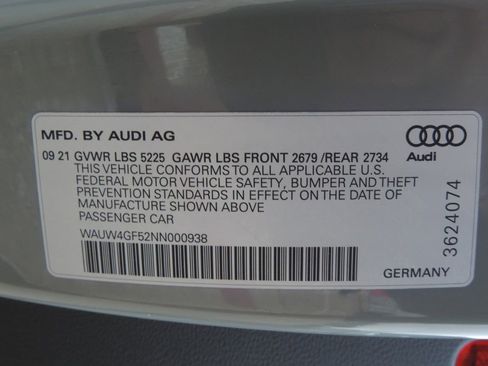 MFD. BY AUDI AG
09 21 GVWR LBS 5225 GAWR LBS FRONT 2679 /REAR 2734
THIS VEHICLE CONFORMS TO ALL APPLICABLE U.S.
FEDERAL MOTOR VEHICLE SAFETY, BUMPER AND THEFT
PREVENTION STANDARDS IN EFFECT ON THE DATE OF
MANUFACTURE SHOWN ABOVE
PASSENGER CAR
WAUW4GF52NN000938
Audi
3624074
GERMANY